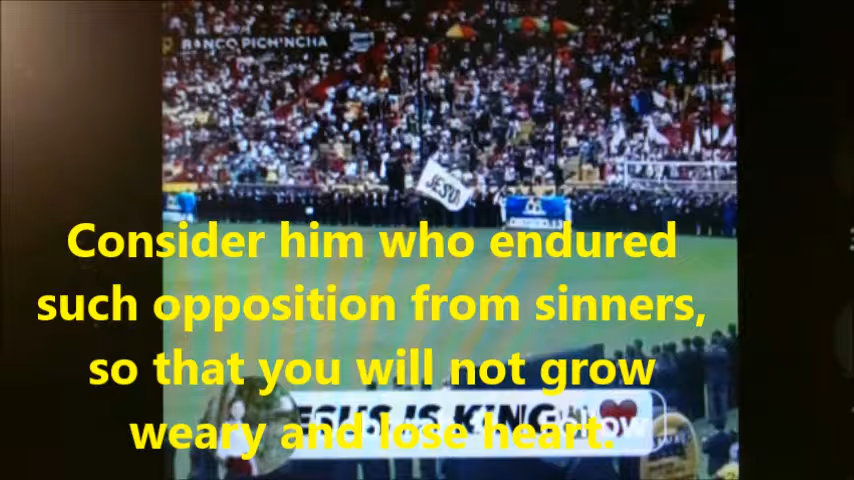 BANCO PICHINCHA
JESUS
Consider him who endured
such opposition from sinners,
so that you will not grow
weary and lose heart.
JESUS IS KING